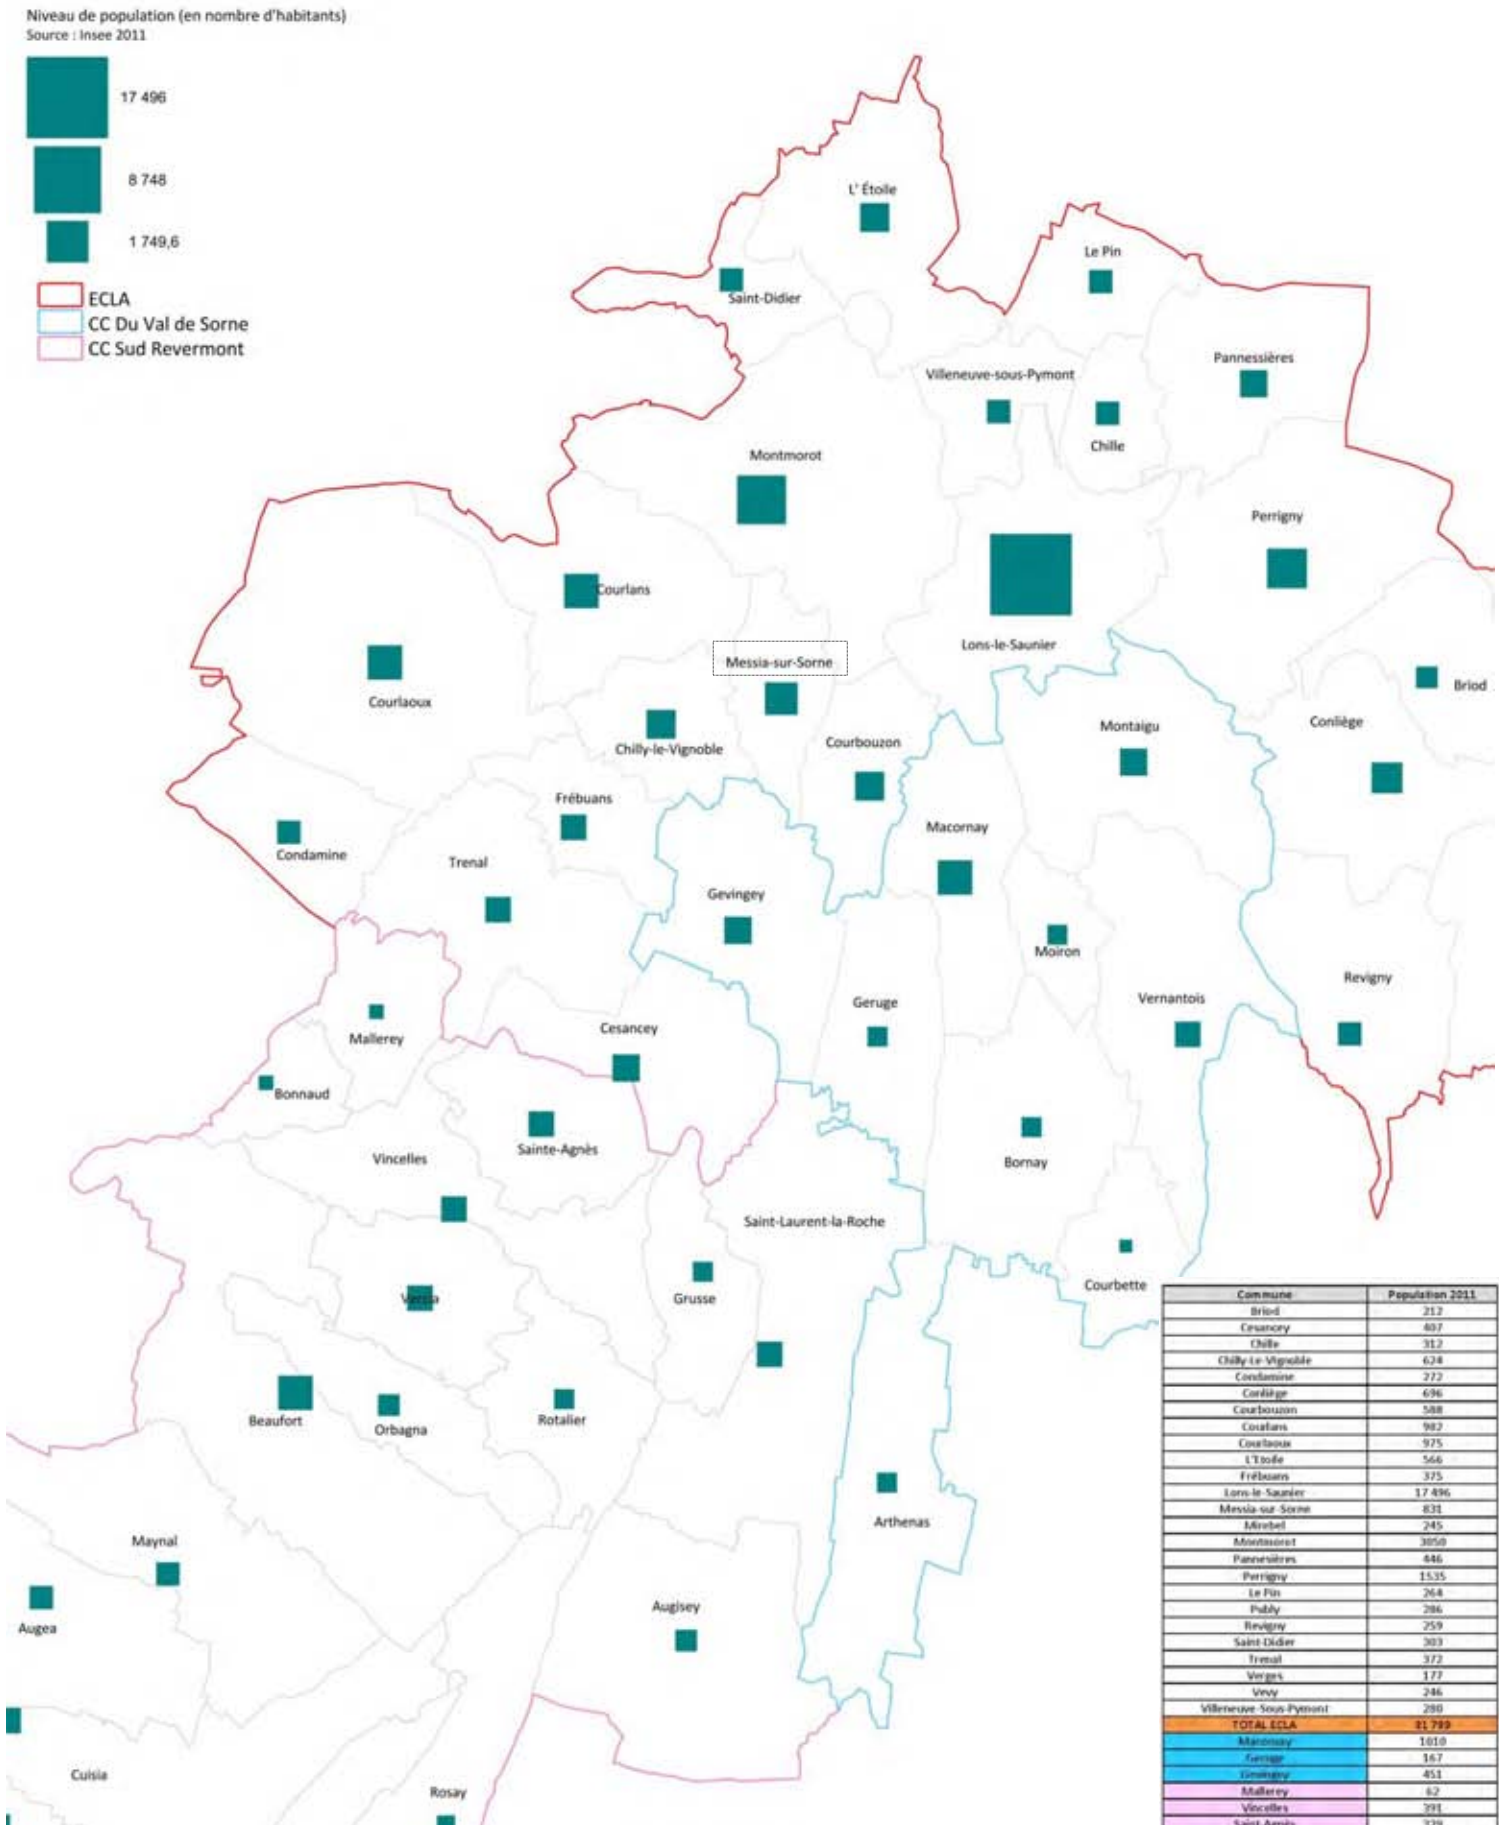 Niveau de population (en nombre d'habitants)
Source : Insee 2011
17 496
8 748
1 749,6
ECLA
CC Du Val de Sorne
CC Sud Revermont
L' Étoile
Le Pin
Saint-Didier
Pannessières
Villeneuve-sous-Pymont
Chille
Montmorot
Perrigny
Courlans
Lons-le-Saunier
Messia-sur-Sorne
Briod
Courlaoux
Conliège
Montaigu
Chilly-le-Vignoble
Courbouzon
Frébuans
Macornay
Condamine
Trenal
Gevingey
Moiron
Revigny
Vernantois
Geruge
Cesancey
Mallerey
Bonnaud
Sainte-Agnès
Vincelles
Bornay
Saint-Laurent-la-Roche
Courbette
Grusse
Vercia
Beaufort
Orbagna
Rotalier
Arthenas
Maynal
Augisey
Augea
Cuisia
Rosay
Commune Population 2011
Briod 212
Cesancey 407
Chille 312
Chilly-Le-Vignoble 624
Condamine 272
Conliège 696
Courbouzon 588
Courlans 982
Courlaoux 975
L'Etoile 566
Frébuans 375
Lons-le-Saunier 17 496
Messia-sur-Sorne 831
Mirebel 245
Montmorot 3050
Pannesières 446
Perrigny 1535
Le Pin 264
Publy 286
Revigny 259
Saint-Didier 303
Trenal 372
Verges 177
Vevy 246
Villeneuve-Sous-Pymont 280
TOTAL ECLA
Macornay 1010
Geruge 167
Gevingey 451
Mallerey 62
Vincelles 391